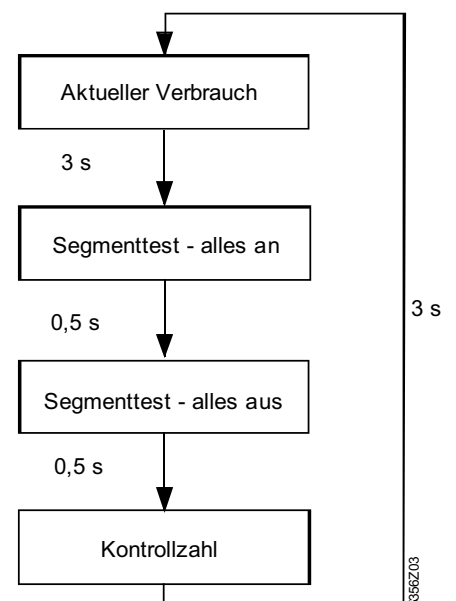 Aktueller Verbrauch
3 s
Segmenttest - alles an
0,5 s
3 s
Segmenttest - alles aus
0,5 s
Kontrollzahl
356Z03